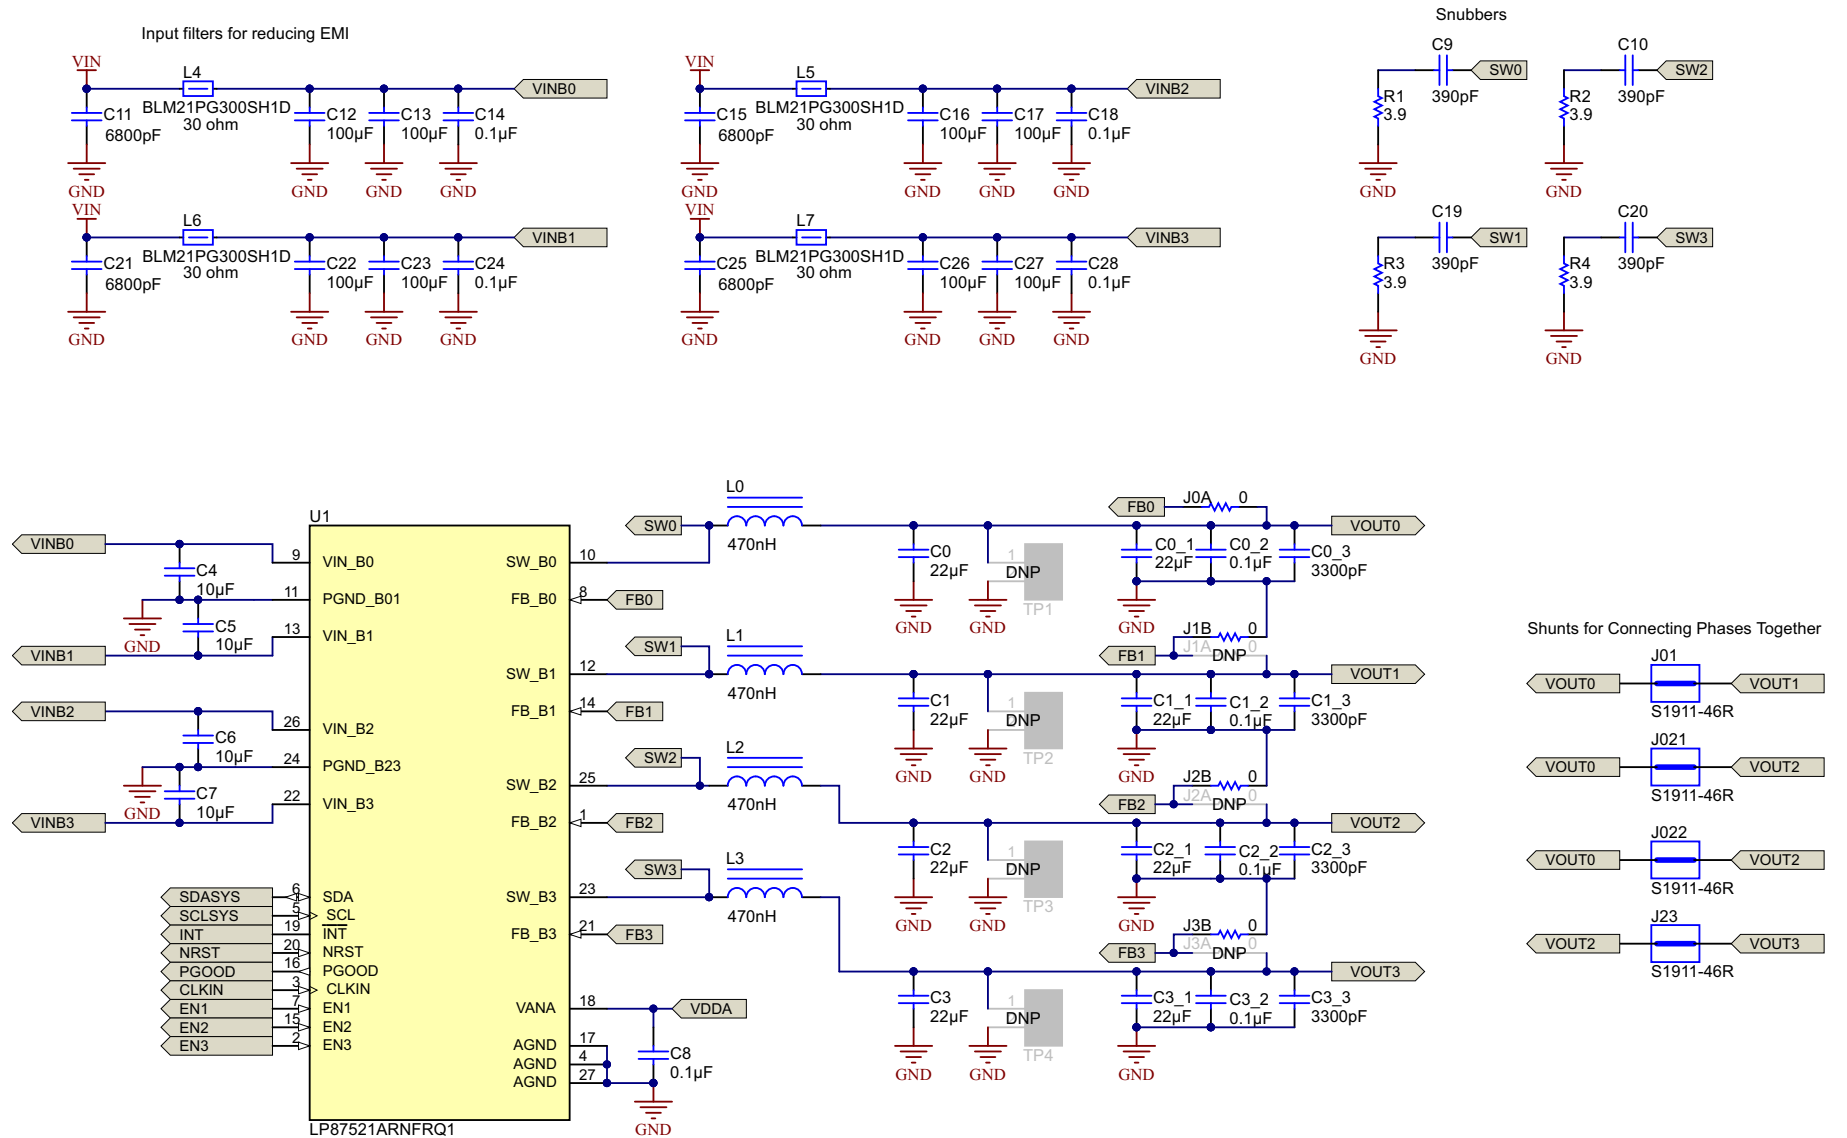 Input filters for reducing EMI
Snubbers
VIN
L4
BLM21PG300SH1D
30 ohm
C11
6800pF
C12
100µF
C13
100µF
C14
0.1µF
VINB0
GND
GND
GND
GND
VIN
L5
BLM21PG300SH1D
30 ohm
C15
6800pF
C16
100µF
C17
100µF
C18
0.1µF
VINB2
GND
GND
GND
GND
C9
390pF
SW0
R1
3.9
GND
C10
390pF
SW2
R2
3.9
GND
VIN
L6
BLM21PG300SH1D
30 ohm
C21
6800pF
C22
100µF
C23
100µF
C24
0.1µF
VINB1
GND
GND
GND
GND
VIN
L7
BLM21PG300SH1D
30 ohm
C25
6800pF
C26
100µF
C27
100µF
C28
0.1µF
VINB3
GND
GND
GND
GND
C19
390pF
SW1
R3
3.9
GND
C20
390pF
SW3
R4
3.9
GND
U1
VINB0
C4
10µF
GND
C5
10µF
VINB1
VINB2
C6
10µF
GND
C7
10µF
VINB3
9 VIN_B0
11 PGND_B01
13 VIN_B1
26 VIN_B2
24 PGND_B23
22 VIN_B3
SDASYS 6 SDA
SCLSYS 5 SCL
INT 19 INT
NRST 20 NRST
PGOOD 16 PGOOD
CLKIN 3 CLKIN
EN1 7 EN1
EN2 15 EN2
EN3 2 EN3
SW_B0 10
FB_B0 8 FB0
SW_B1 12
FB_B1 14 FB1
SW_B2 25
FB_B2 1 FB2
SW_B3 23
FB_B3 21 FB3
VANA 18 VDDA
AGND 17
AGND 4
AGND 27
C8
0.1µF
GND
LP87521ARNFRQ1
SW0
L0
470nH
C0
22µF
GND
GND
1
DNP
TP1
FB0
J0A 0
C0_1
22µF
C0_2
0.1µF
C0_3
3300pF
GND
VOUT0
SW1
L1
470nH
C1
22µF
GND
GND
1
DNP
TP2
FB1
J1B 0
J1A DNP 0
C1_1
22µF
C1_2
0.1µF
C1_3
3300pF
GND
VOUT1
SW2
L2
470nH
C2
22µF
GND
GND
1
DNP
TP3
FB2
J2B 0
J2A DNP 0
C2_1
22µF
C2_2
0.1µF
C2_3
3300pF
GND
VOUT2
SW3
L3
470nH
C3
22µF
GND
GND
1
DNP
TP4
FB3
J3B 0
J3A DNP 0
C3_1
22µF
C3_2
0.1µF
C3_3
3300pF
GND
VOUT3
Shunts for Connecting Phases Together
J01
VOUT0 VOUT1
S1911-46R
J021
VOUT0 VOUT2
S1911-46R
J022
VOUT0 VOUT2
S1911-46R
J23
VOUT2 VOUT3
S1911-46R